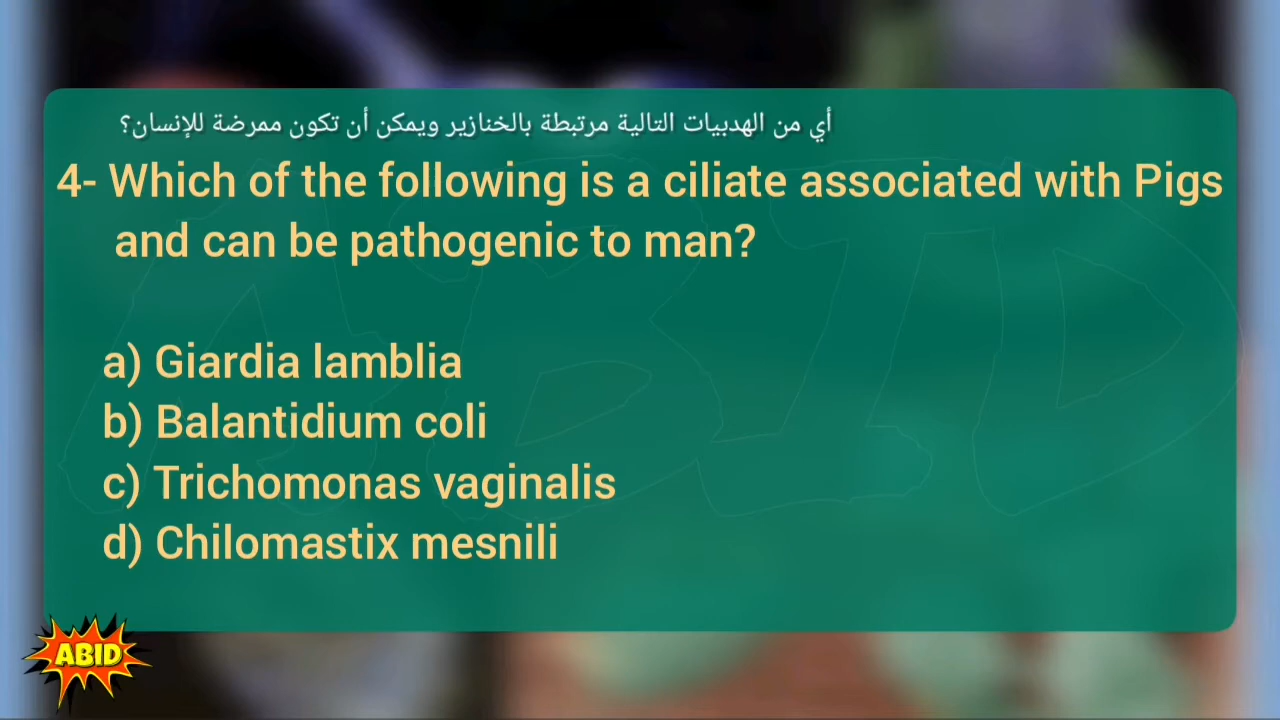 أي من الهدبيات التالية مرتبطة بالخنازير ويمكن أن تكون ممرضة للإنسان؟
4- Which of the following is a ciliate associated with Pigs
and can be pathogenic to man?
a) Giardia lamblia
b) Balantidium coli
c) Trichomonas vaginalis
d) Chilomastix mesnili
ABID
ABID